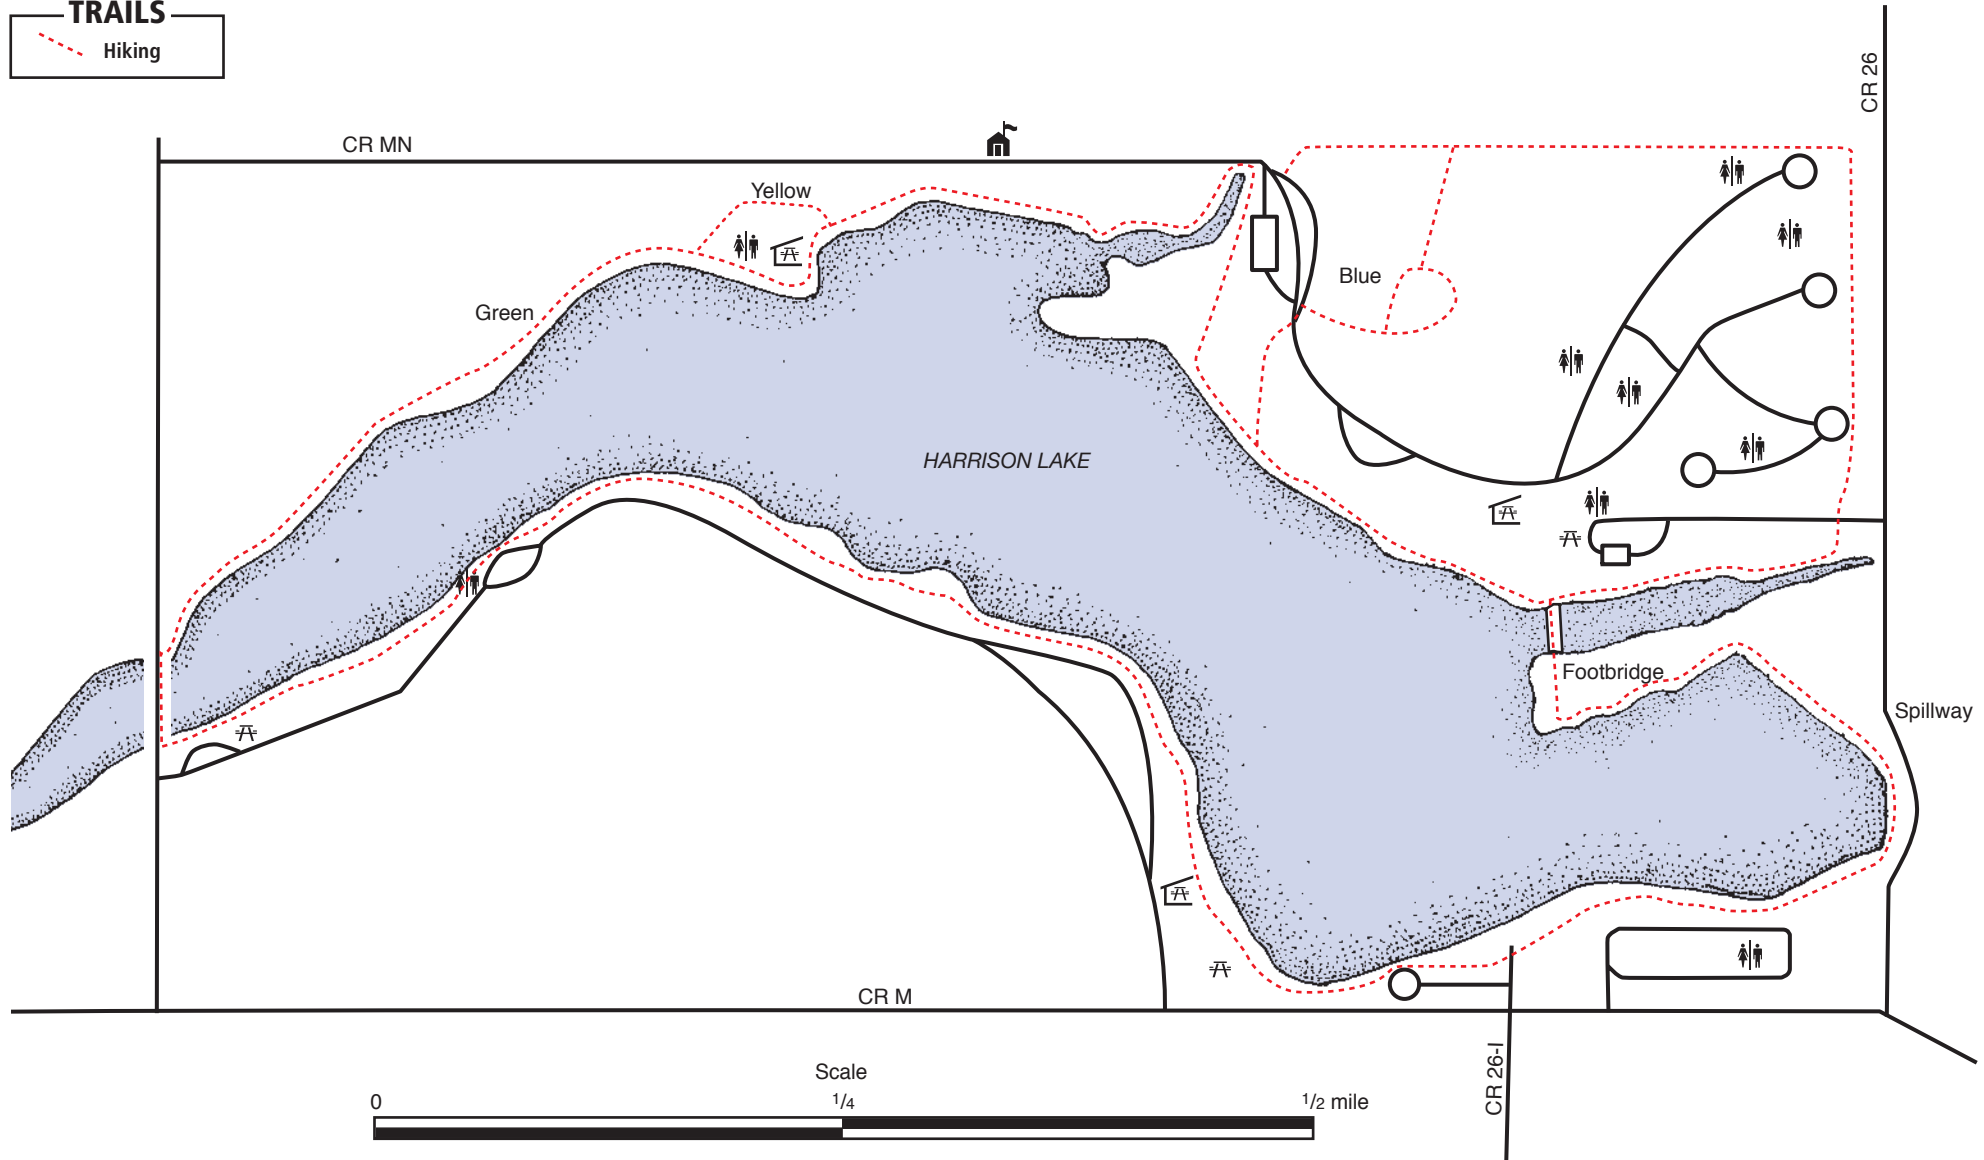 TRAILS
Hiking
CR 26
CR MN
Yellow
Blue
Green
HARRISON LAKE
Footbridge
Spillway
CR M
CR 26-I
Scale
0 1/4 1/2 mile